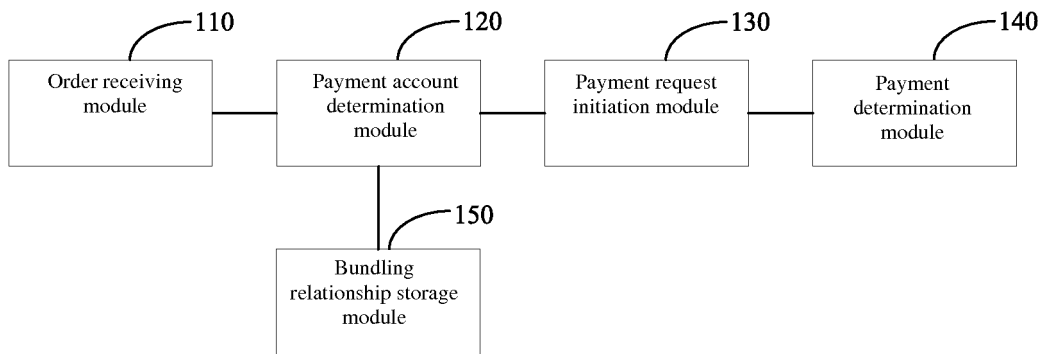 110
120
130
140
Order receiving
module
Payment account
determination
module
Payment request
initiation module
Payment
determination
module
150
Bundling
relationship storage
module